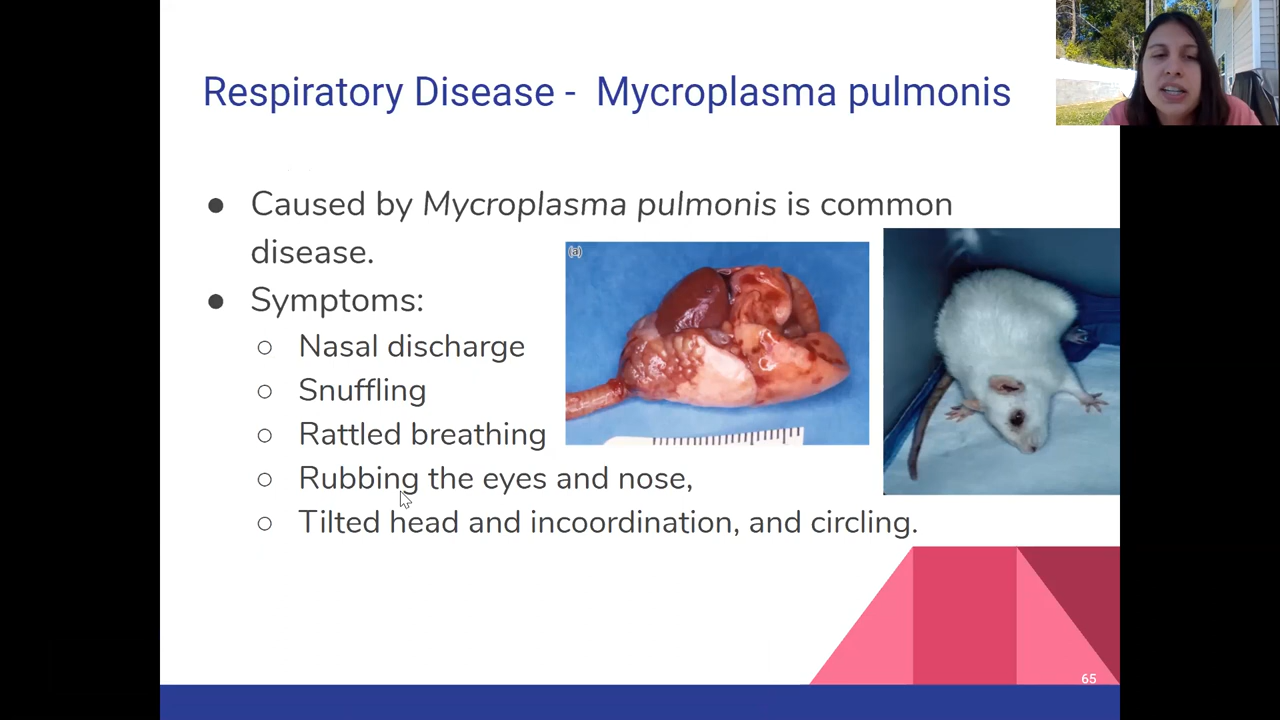 Respiratory Disease - Mycroplasma pulmonis
● Caused by Mycroplasma pulmonis is common
disease.
(a)
● Symptoms:
○ Nasal discharge
○ Snuffling
○ Rattled breathing
○ Rubbing the eyes and nose,
○ Tilted head and incoordination, and circling.
65